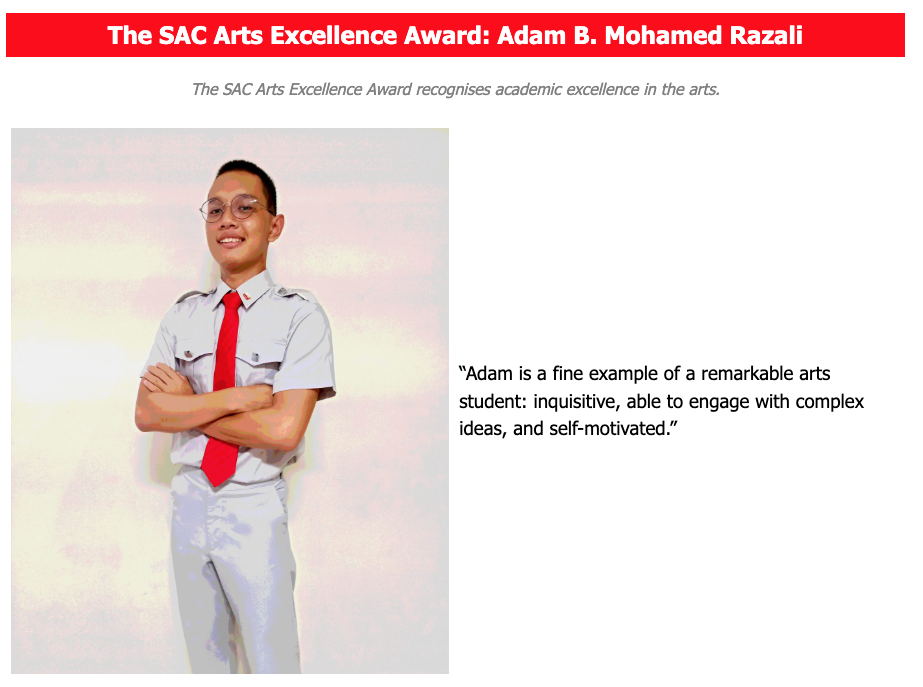 The SAC Arts Excellence Award: Adam B. Mohamed Razali
The SAC Arts Excellence Award recognises academic excellence in the arts.
“Adam is a fine example of a remarkable arts
student: inquisitive, able to engage with complex
ideas, and self-motivated.”